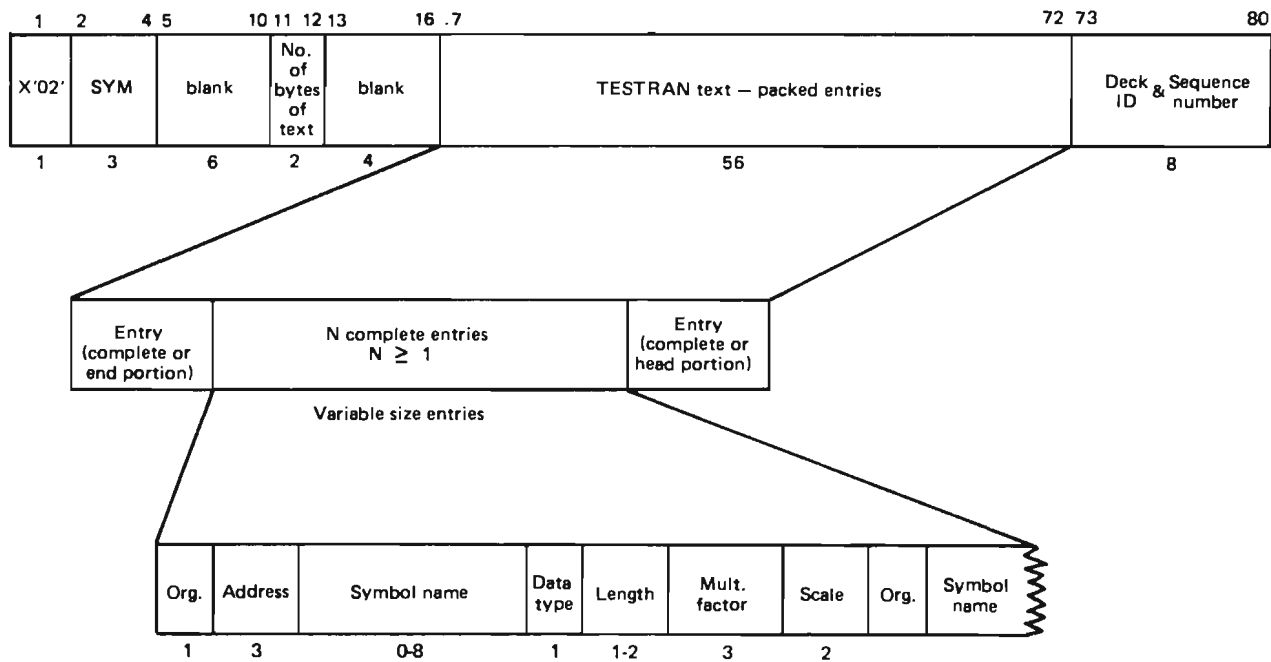 1 2 4 5 10 11 12 13 16 .7 72 73 80
X'02'
SYM
blank
No.
of
bytes
of
text
blank
TESTRAN text — packed entries
Deck ID & Sequence number
1 3 6 2 4 56 8
Entry
(complete or
end portion)
N complete entries
N ≥ 1
Entry
(complete or
head portion)
Variable size entries
Org.
Address
Symbol name
Data
type
Length
Mult.
factor
Scale
Org.
Symbol
name
1 3 0-8 1 1-2 3 2